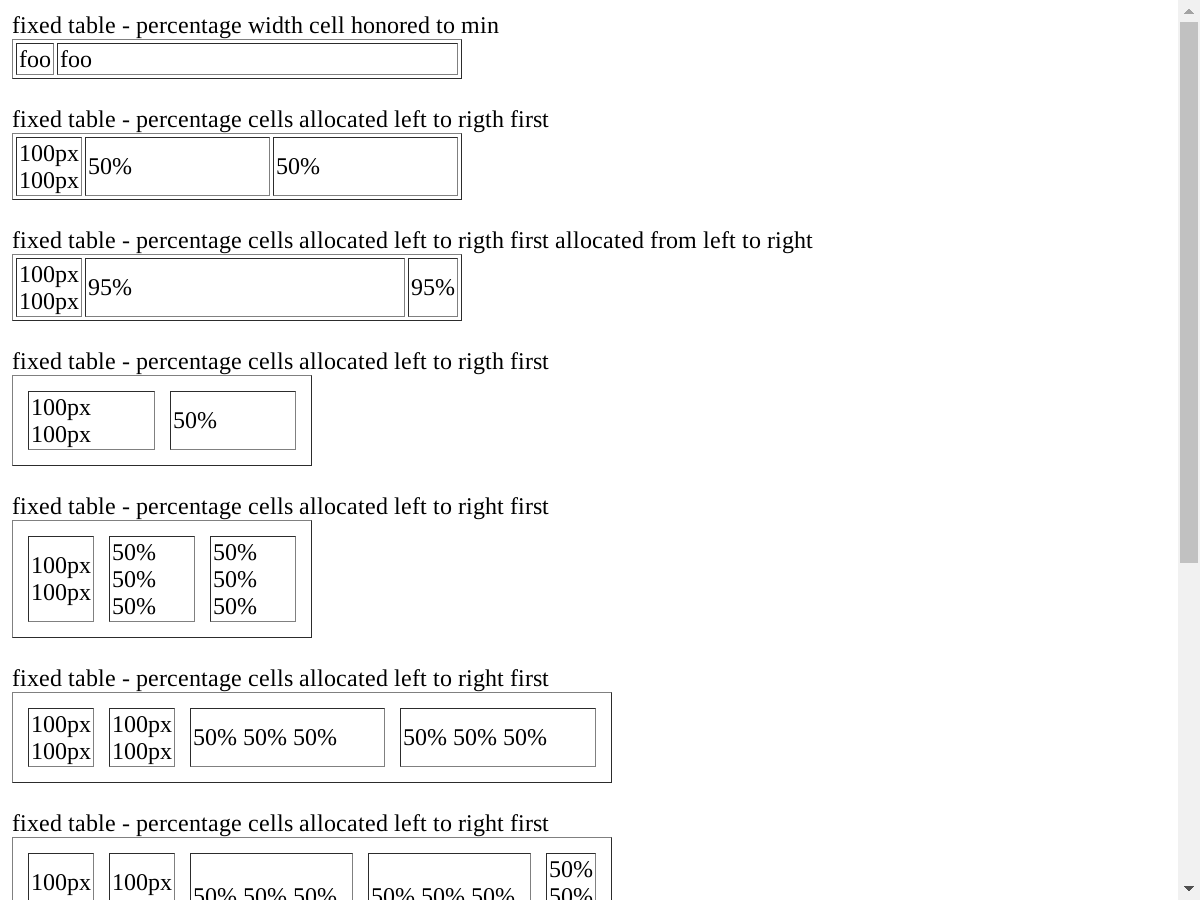 fixed table - percentage width cell honored to min
foo foo
fixed table - percentage cells allocated left to rigth first
100px
100px
50% 50%
fixed table - percentage cells allocated left to rigth first allocated from left to right
100px
100px
95% 95%
fixed table - percentage cells allocated left to rigth first
100px
100px
50%
fixed table - percentage cells allocated left to right first
100px
100px
50%
50%
50%
50%
50%
50%
fixed table - percentage cells allocated left to right first
100px
100px
100px
100px
50% 50% 50%
50% 50% 50%
fixed table - percentage cells allocated left to right first
100px
100px
50% 50% 50%
50% 50% 50%
50%
50%